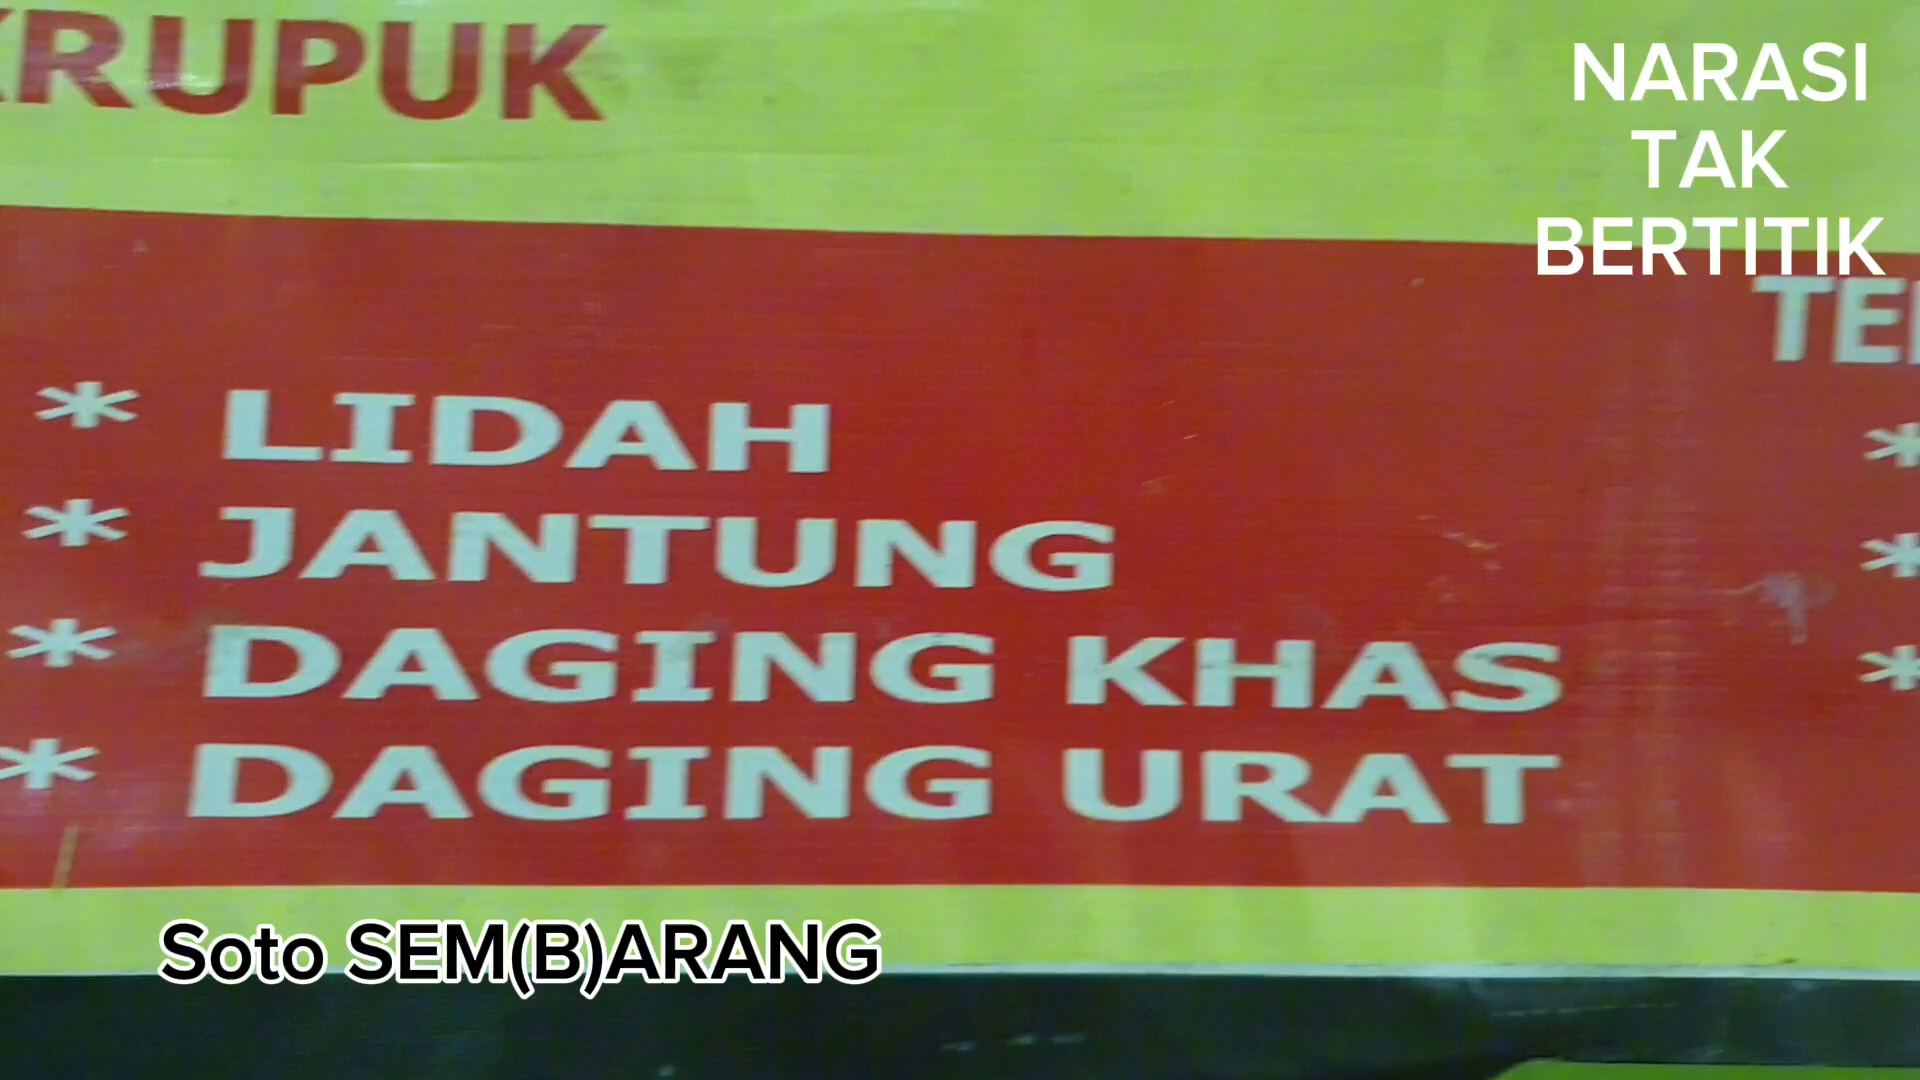 KRUPUK
NARASI
TAK
BERTITIK
* LIDAH
* JANTUNG
* DAGING KHAS
* DAGING URAT
Soto SEM(B)ARANG